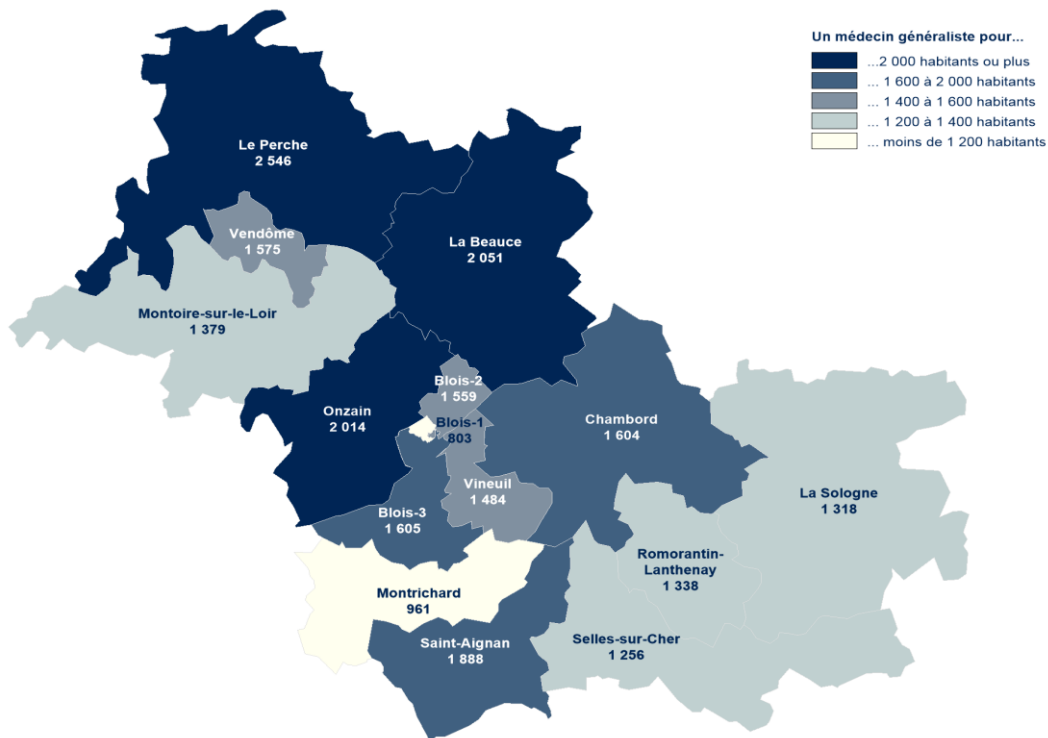 Un médecin généraliste pour...
...2 000 habitants ou plus
... 1 600 à 2 000 habitants
... 1 400 à 1 600 habitants
... 1 200 à 1 400 habitants
... moins de 1 200 habitants
Le Perche
2 546
Vendôme
1 575
La Beauce
2 051
Montoire-sur-le-Loir
1 379
Blois-2
1 559
Onzain
2 014
Blois-1
803
Chambord
1 604
Vineuil
1 484
La Sologne
1 318
Blois-3
1 605
Romorantin-
Lanthenay
1 338
Montrichard
961
Saint-Aignan
1 888
Selles-sur-Cher
1 256